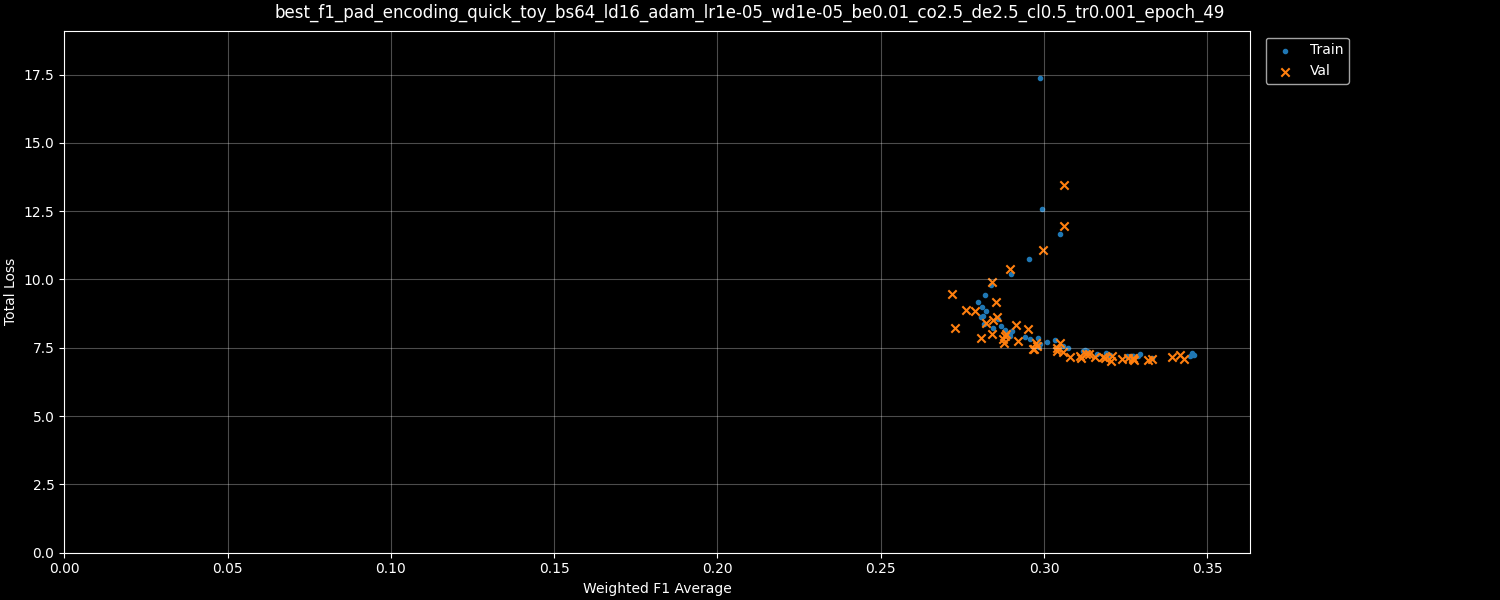 best_f1_pad_encoding_quick_toy_bs64_ld16_adam_lr1e-05_wd1e-05_be0.01_co2.5_de2.5_cl0.5_tr0.001_epoch_49
Train
Val
17.5
15.0
12.5
10.0
7.5
5.0
2.5
0.0
Total Loss
0.00 0.05 0.10 0.15 0.20 0.25 0.30 0.35
Weighted F1 Average